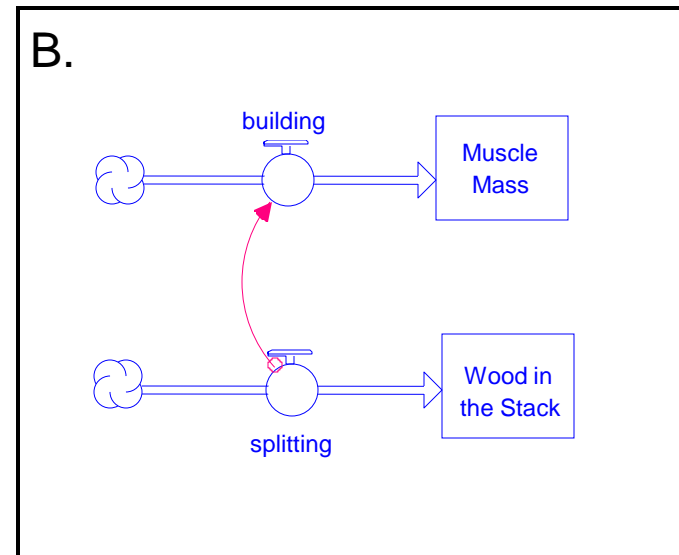 B.
building
Muscle
Mass
Wood in
the Stack
splitting